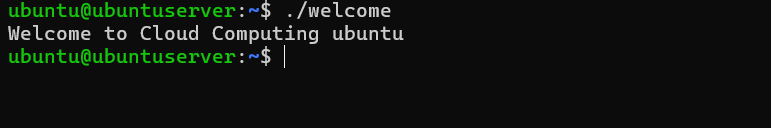 ubuntu@ubuntuserver:~$ ./welcome
Welcome to Cloud Computing ubuntu
ubuntu@ubuntuserver:~$